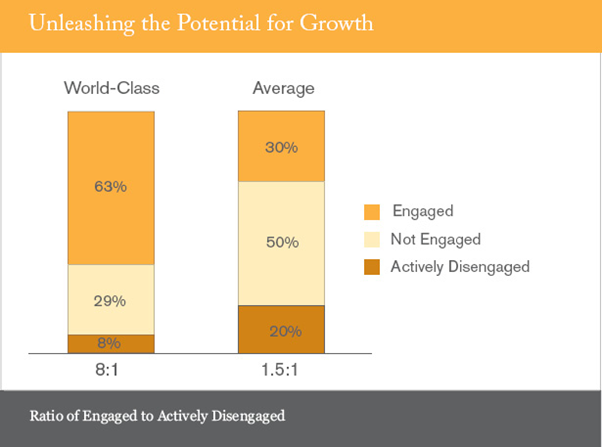 Unleashing the Potential for Growth
World-Class
Average
63%
29%
8%
30%
50%
20%
Engaged
Not Engaged
Actively Disengaged
8:1
1.5:1
Ratio of Engaged to Actively Disengaged